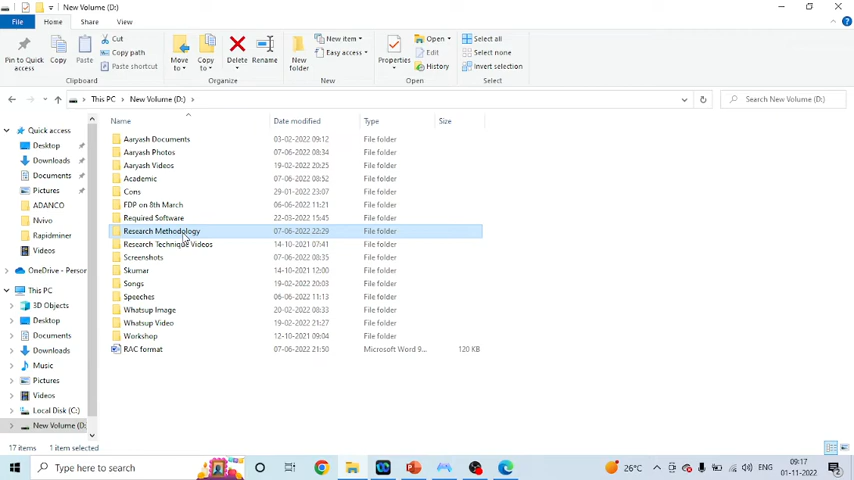 New Volume (D:)
File Home Share View
Pin to Quick access
Copy
Paste
Cut
Copy path
Paste shortcut
Clipboard
Move to
Copy to
Delete
Rename
Organize
New folder
New item
Easy access
New
Properties
Open
Edit
History
Open
Select all
Select none
Invert selection
Select
This PC > New Volume (D:) >
Search New Volume (D:)
Name Date modified Type Size
Quick access
Desktop
Downloads
Documents
Pictures
ADANCO
Nvivo
Rapidminer
Videos
OneDrive - Person
This PC
3D Objects
Desktop
Documents
Downloads
Music
Pictures
Videos
Local Disk (C:)
New Volume (D:
Aaryash Documents 03-02-2022 09:12 File folder
Aaryash Photos 07-06-2022 08:34 File folder
Aaryash Videos 19-02-2022 20:25 File folder
Academic 07-06-2022 08:52 File folder
Cons 29-01-2022 23:07 File folder
FDP on 8th March 06-06-2022 11:21 File folder
Required Software 22-03-2022 15:45 File folder
Research Methodology 07-06-2022 22:29 File folder
Research Technique Videos 14-10-2021 07:41 File folder
Screenshots 07-06-2022 08:35 File folder
Skumar 14-10-2021 12:00 File folder
Songs 19-02-2022 20:03 File folder
Speeches 06-06-2022 11:13 File folder
Whatsup Image 20-02-2022 08:33 File folder
Whatsup Video 19-02-2022 21:27 File folder
Workshop 12-10-2021 09:04 File folder
RAC format 07-06-2022 21:50 Microsoft Word 9... 120 KB
17 items 1 item selected
Type here to search
26°C
ENG
09:17
01-11-2022
2